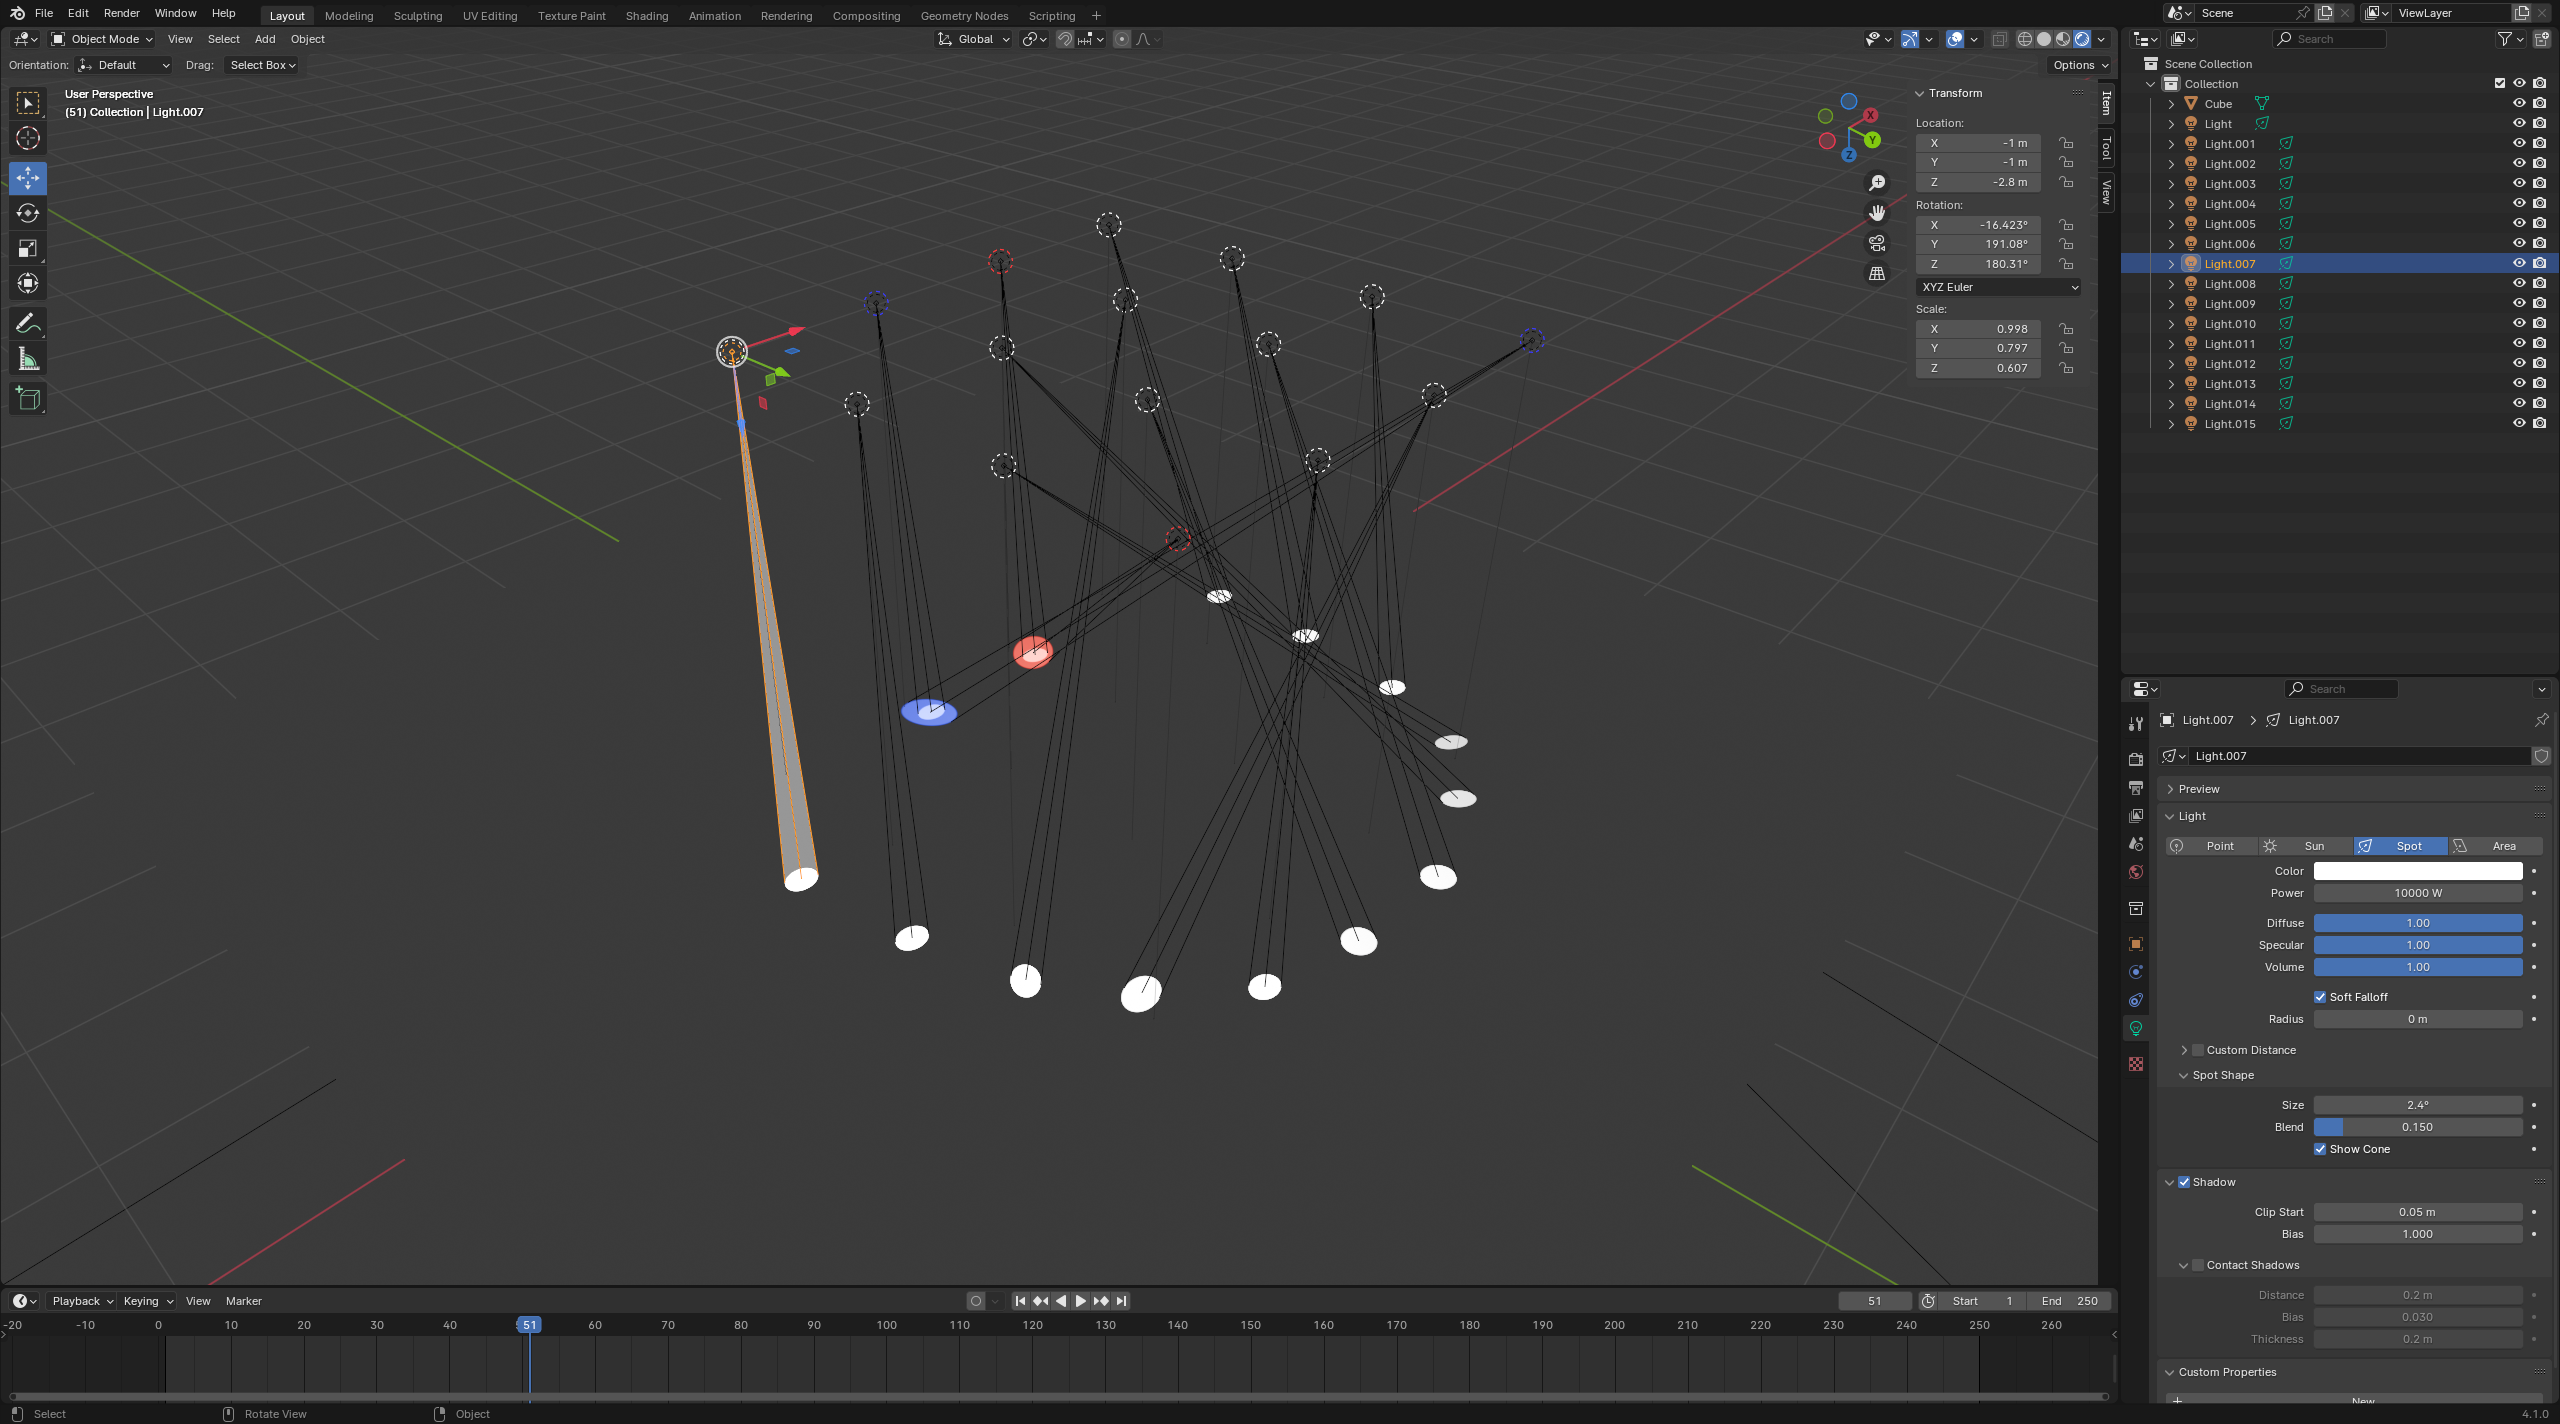 File Edit Render Window Help Layout Modeling Sculpting UV Editing Texture Paint Shading Animation Rendering Compositing Geometry Nodes Scripting + Scene ViewLayer
Object Mode View Select Add Object Global Search
Orientation: Default Drag: Select Box Options
User Perspective
(51) Collection | Light.007
X
Y
Z
Transform
Location:
X -1 m
Y -1 m
Z -2.8 m
Rotation:
X -16.423°
Y 191.08°
Z 180.31°
XYZ Euler
Scale:
X 0.998
Y 0.797
Z 0.607
Item
Tool
View
Scene Collection
Collection
Cube
Light
Light.001
Light.002
Light.003
Light.004
Light.005
Light.006
Light.007
Light.008
Light.009
Light.010
Light.011
Light.012
Light.013
Light.014
Light.015
Search
Light.007 Light.007
Light.007
Preview
Light
Point Sun Spot Area
Color
Power 10000 W
Diffuse 1.00
Specular 1.00
Volume 1.00
Soft Falloff
Radius 0 m
Custom Distance
Spot Shape
Size 2.4°
Blend 0.150
Show Cone
Shadow
Clip Start 0.05 m
Bias 1.000
Contact Shadows
Distance 0.2 m
Bias 0.030
Thickness 0.2 m
Custom Properties
New
Playback Keying View Marker 51 Start 1 End 250
-20 -10 0 10 20 30 40 51 60 70 80 90 100 110 120 130 140 150 160 170 180 190 200 210 220 230 240 250 260
Select Rotate View Object 4.1.0